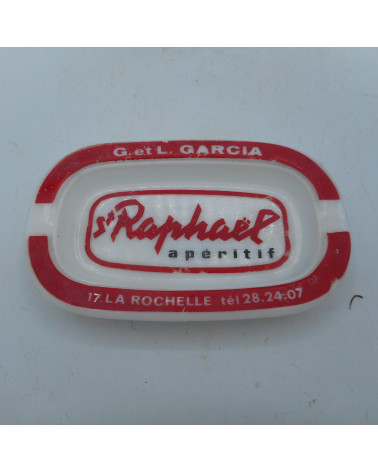 G. et L. GARCIA
St Raphaël
apéritif
17 LA ROCHELLE tél 28.24.07